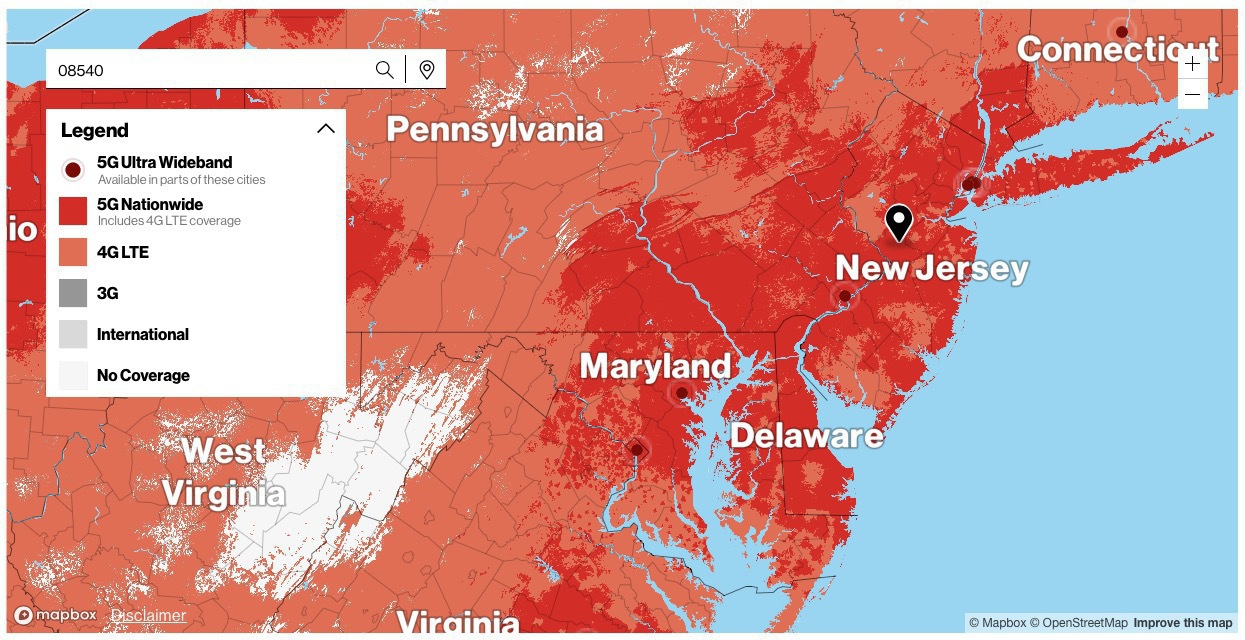 Connecticut
08540
Pennsylvania
Legend
5G Ultra Wideband
Available in parts of these cities
5G Nationwide
Includes 4G LTE coverage
io
4G LTE
New Jersey
3G
International
Maryland
No Coverage
Delaware
West
Virginia
mapbox Disclaimer
Virginia
© Mapbox © OpenStreetMap Improve this map